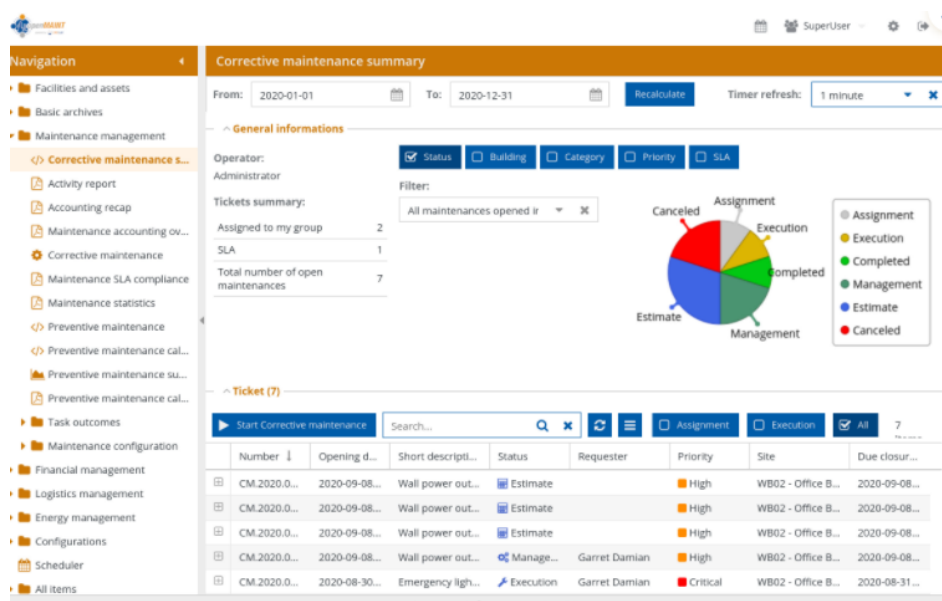 openMAINT
SuperUser
Navigation
Corrective maintenance summary
Facilities and assets
Basic archives
Maintenance management
Corrective maintenance s...
Activity report
Accounting recap
Maintenance accounting ov...
Corrective maintenance
Maintenance SLA compliance
Maintenance statistics
Preventive maintenance
Preventive maintenance cal...
Preventive maintenance su...
Preventive maintenance cal...
Task outcomes
Maintenance configuration
Financial management
Logistics management
Energy management
Configurations
Scheduler
All items
From: 2020-01-01 To: 2020-12-31 Recalculate Timer refresh: 1 minute
General informations
Operator:
Administrator
Tickets summary:
Assigned to my group 2
SLA 1
Total number of open
maintenances 7
Status Building Category Priority SLA
Filter:
All maintenances opened ir
Canceled
Assignment
Execution
Completed
Management
Estimate
Assignment
Execution
Completed
Management
Estimate
Canceled
Ticket (7)
Start Corrective maintenance Search... Assignment Execution All 7
Number Opening d... Short descripti... Status Requester Priority Site Due closur...
CM.2020.0... 2020-09-08... Wall power out... Estimate High WB02 - Office B... 2020-09-08...
CM.2020.0... 2020-09-08... Wall power out... Estimate High WB02 - Office B... 2020-09-08...
CM.2020.0... 2020-09-08... Wall power out... Estimate High WB02 - Office B... 2020-09-08...
CM.2020.0... 2020-09-08... Wall power out... Manage... Garret Damian High WB02 - Office B... 2020-09-08...
CM.2020.0... 2020-08-30... Emergency ligh... Execution Garret Damian Critical WB02 - Office B... 2020-08-31...